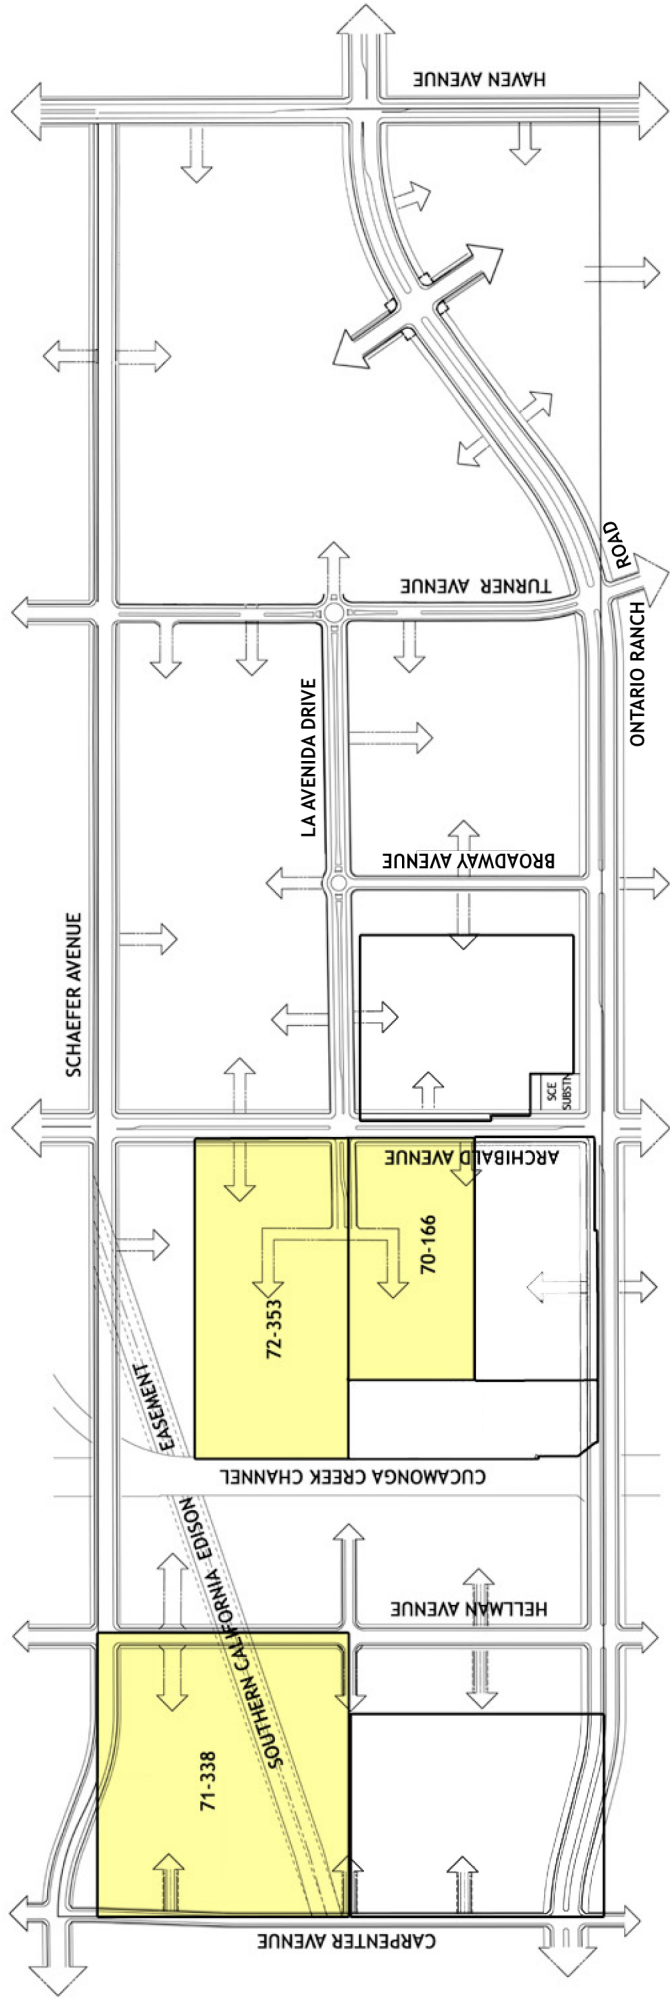 HAVEN AVENUE
ROAD
TURNER AVENUE
ONTARIO RANCH
LA AVENIDA DRIVE
BROADWAY AVENUE
SCHAEFER AVENUE
SCE
SUBSTN
ARCHIBALD AVENUE
70-166
72-353
EASEMENT
CUCAMONGA CREEK CHANNEL
SOUTHERN CALIFORNIA EDISON
HELLMAN AVENUE
71-338
CARPENTER AVENUE